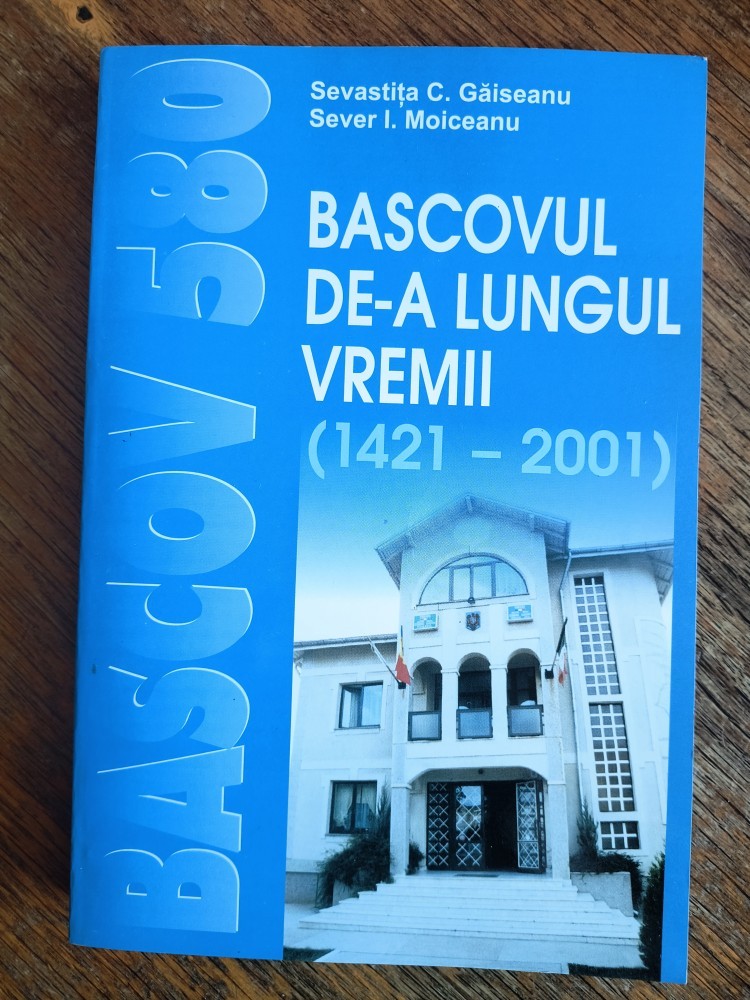 Sevastița C. Găiseanu
Sever I. Moiceanu
BASCOVUL
DE-A LUNGUL
VREMII
(1421 – 2001)
BASCOV 580